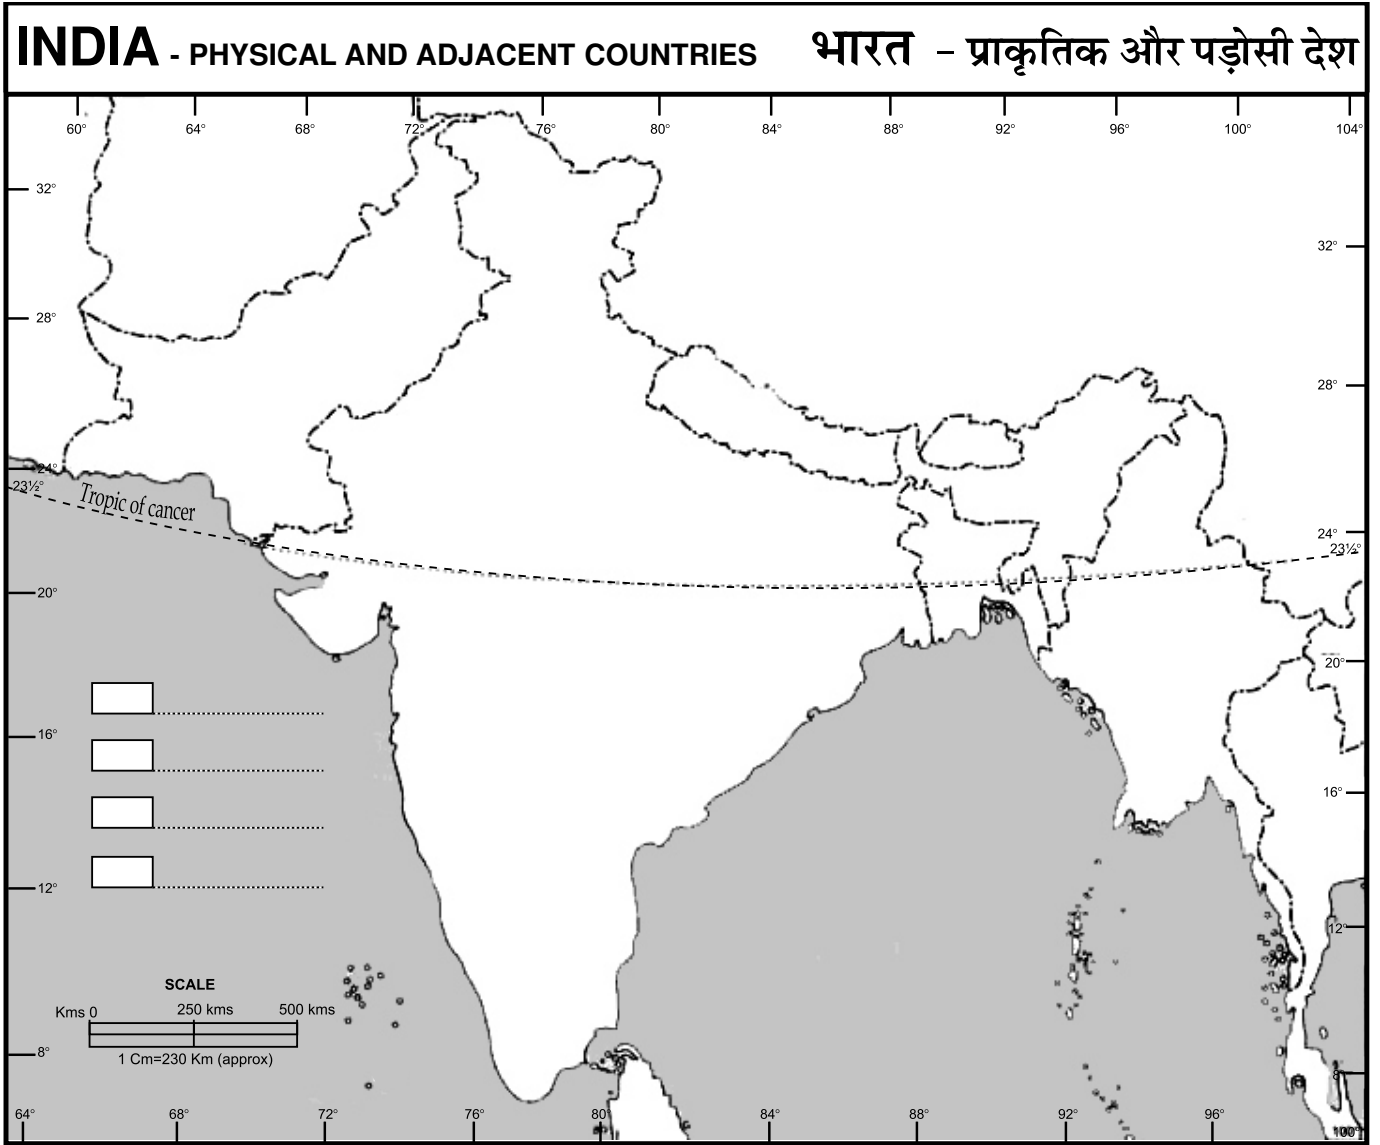 INDIA - PHYSICAL AND ADJACENT COUNTRIES भारत - प्राकृतिक और पड़ोसी देश
60° 64° 68° 72° 76° 80° 84° 88° 92° 96° 100° 104°
32°
32°
28°
28°
24°
23½°
Tropic of cancer
24°
23½°
20°
20°
16°
16°
12°
12°
SCALE
Kms 0 250 kms 500 kms
1 Cm=230 Km (approx)
8°
8°
64° 68° 72° 76° 80° 84° 88° 92° 96° 100°